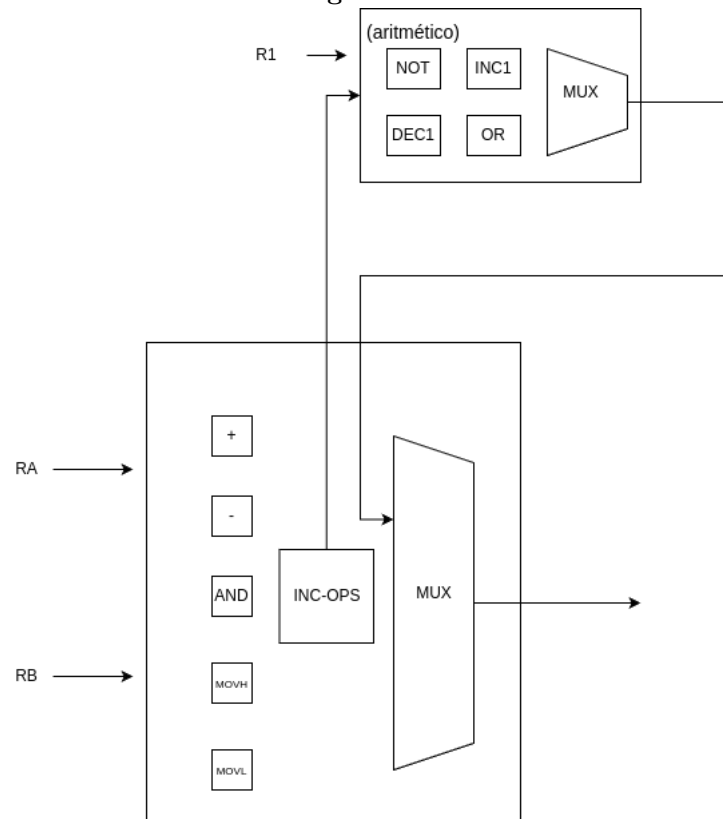 (aritmético)
R1
NOT
INC1
MUX
DEC1
OR
+
RA
-
AND
INC-OPS
MUX
RB
MOVH
MOVL